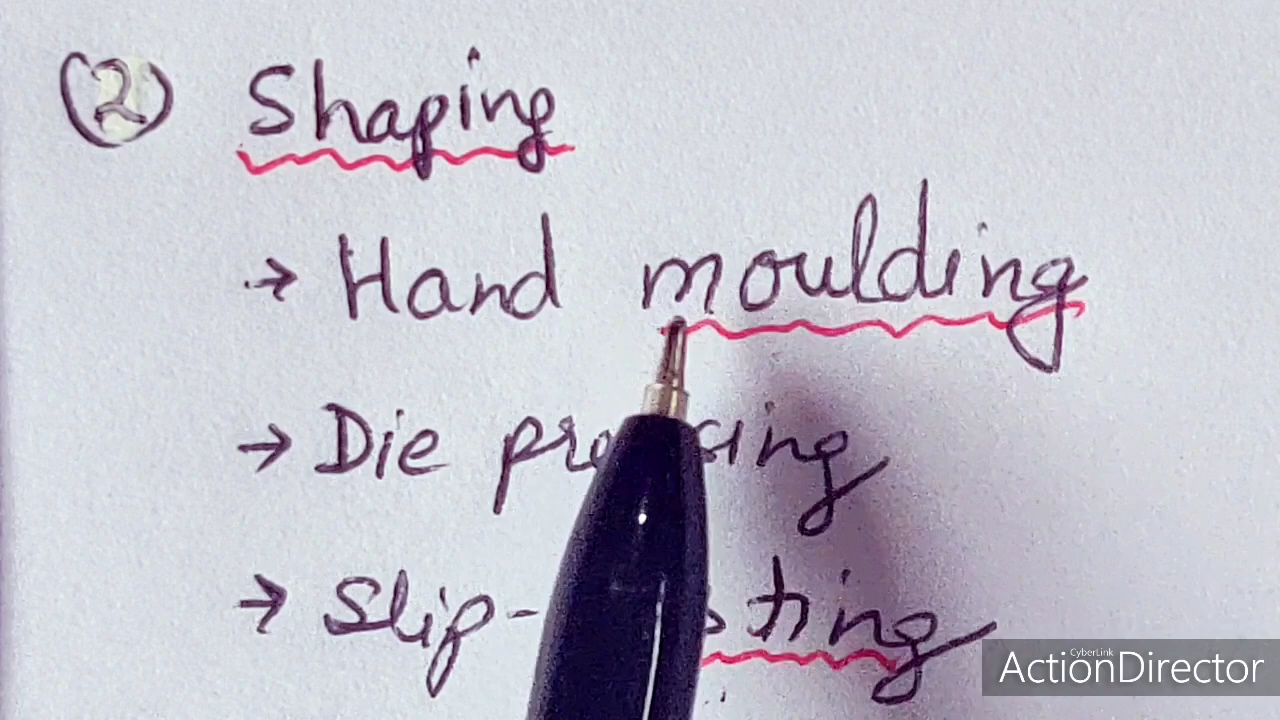 (2) Shaping
→ Hand moulding
→ Die
→ Slip-
CyberLink
ActionDirector